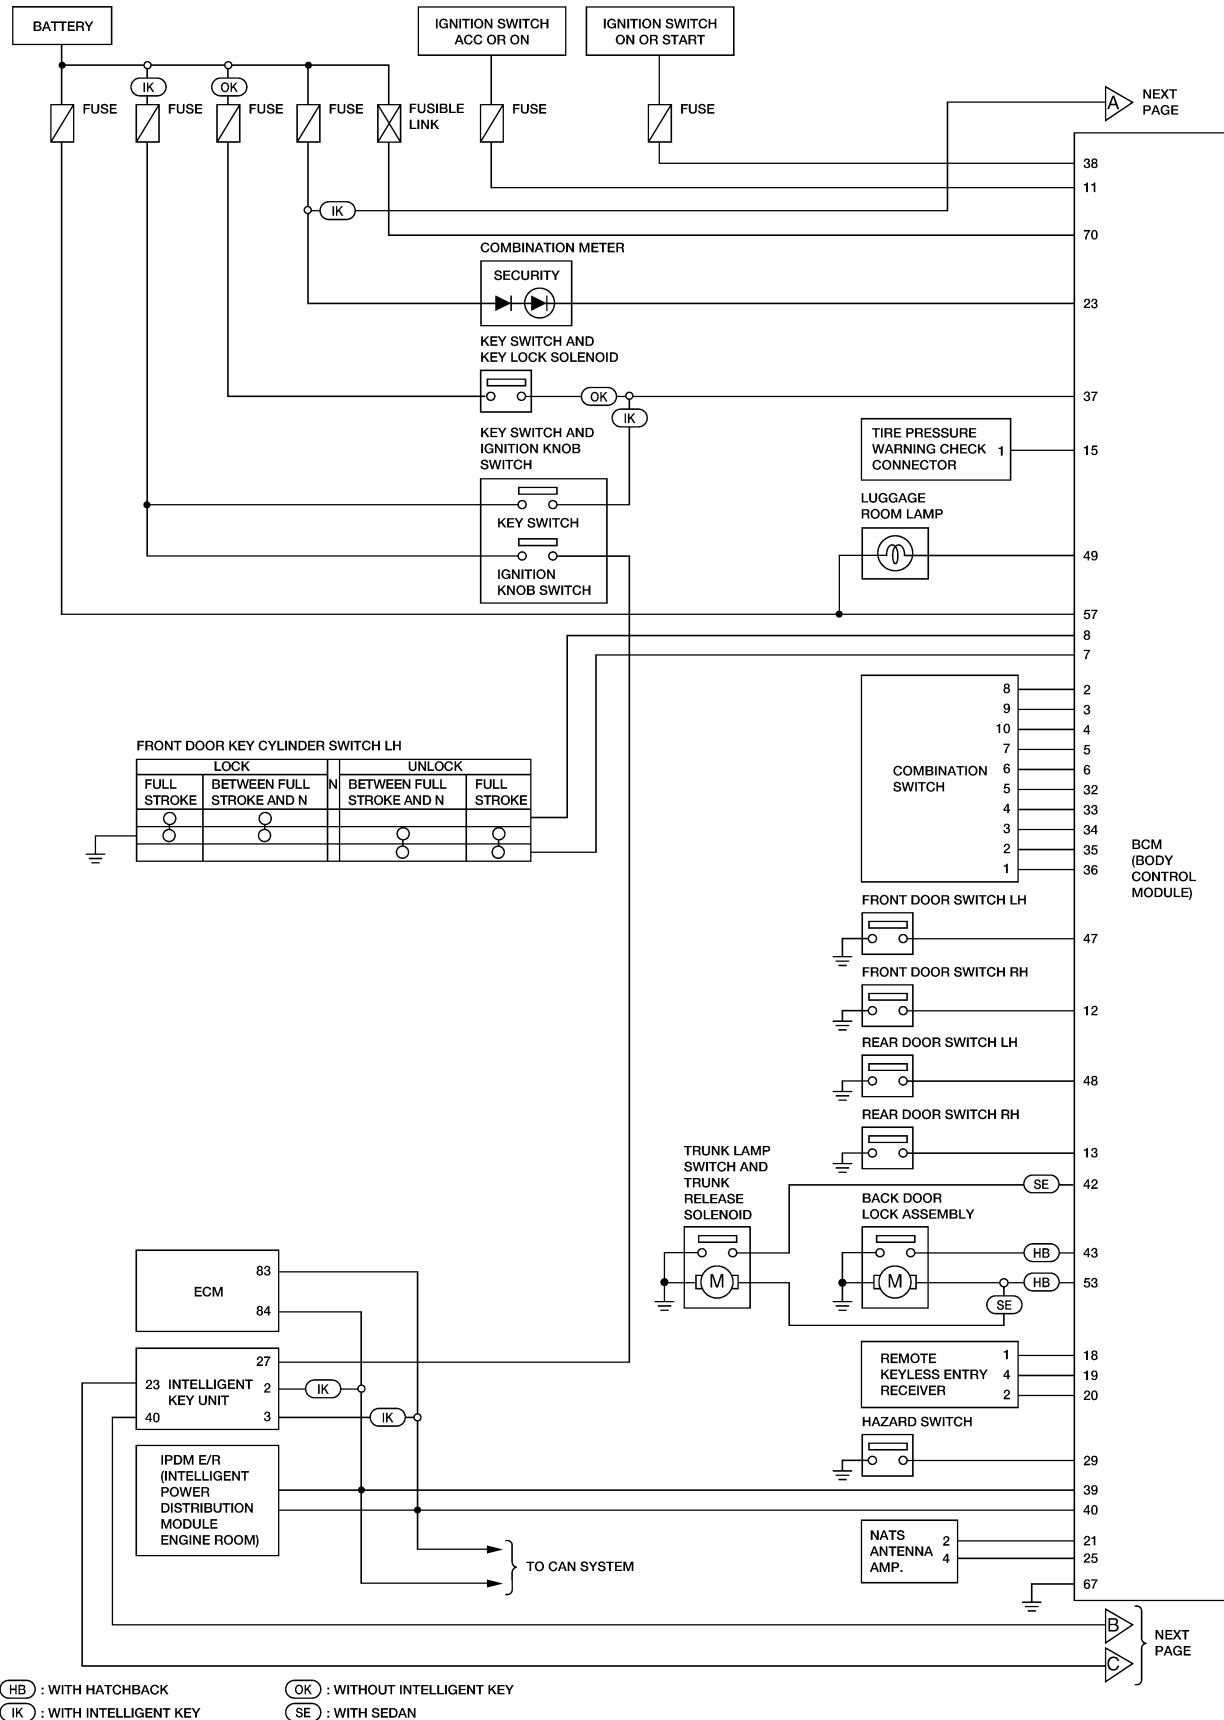 BATTERY
IGNITION SWITCH
ACC OR ON
IGNITION SWITCH
ON OR START
IK
OK
FUSE
FUSE
FUSE
FUSE
FUSIBLE
LINK
FUSE
FUSE
A
NEXT
PAGE
38
11
IK
70
COMBINATION METER
SECURITY
23
KEY SWITCH AND
KEY LOCK SOLENOID
OK
37
IK
KEY SWITCH AND
IGNITION KNOB
SWITCH
KEY SWITCH
IGNITION
KNOB SWITCH
TIRE PRESSURE
WARNING CHECK 1
CONNECTOR
15
LUGGAGE
ROOM LAMP
49
57
8
7
FRONT DOOR KEY CYLINDER SWITCH LH
LOCK N UNLOCK
FULL
STROKE
BETWEEN FULL
STROKE AND N
BETWEEN FULL
STROKE AND N
FULL
STROKE
COMBINATION
SWITCH
8 2
9 3
10 4
7 5
6 6
5 32
4 33
3 34
2 35
1 36
BCM
(BODY
CONTROL
MODULE)
FRONT DOOR SWITCH LH
47
FRONT DOOR SWITCH RH
12
REAR DOOR SWITCH LH
48
REAR DOOR SWITCH RH
13
TRUNK LAMP
SWITCH AND
TRUNK
RELEASE
SOLENOID
M
SE 42
BACK DOOR
LOCK ASSEMBLY
M
HB 43
HB 53
SE
ECM
83
84
INTELLIGENT
KEY UNIT
23
40
27
2 IK
3 IK
REMOTE
KEYLESS ENTRY
RECEIVER
1 18
4 19
2 20
HAZARD SWITCH
29
IPDM E/R
(INTELLIGENT
POWER
DISTRIBUTION
MODULE
ENGINE ROOM)
39
40
NATS
ANTENNA
AMP.
2 21
4 25
67
TO CAN SYSTEM
B
C
NEXT
PAGE
HB : WITH HATCHBACK
OK : WITHOUT INTELLIGENT KEY
IK : WITH INTELLIGENT KEY
SE : WITH SEDAN